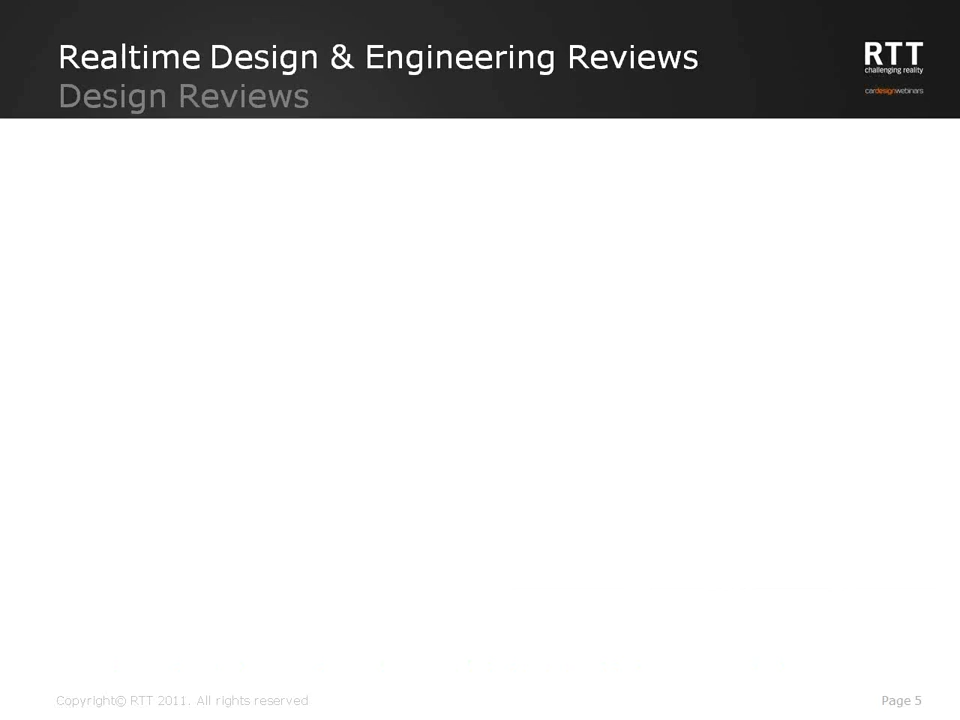 Realtime Design & Engineering Reviews
Design Reviews
RTT
challenging reality
cardesignwebinars
Copyright© RTT 2011. All rights reserved
Page 5